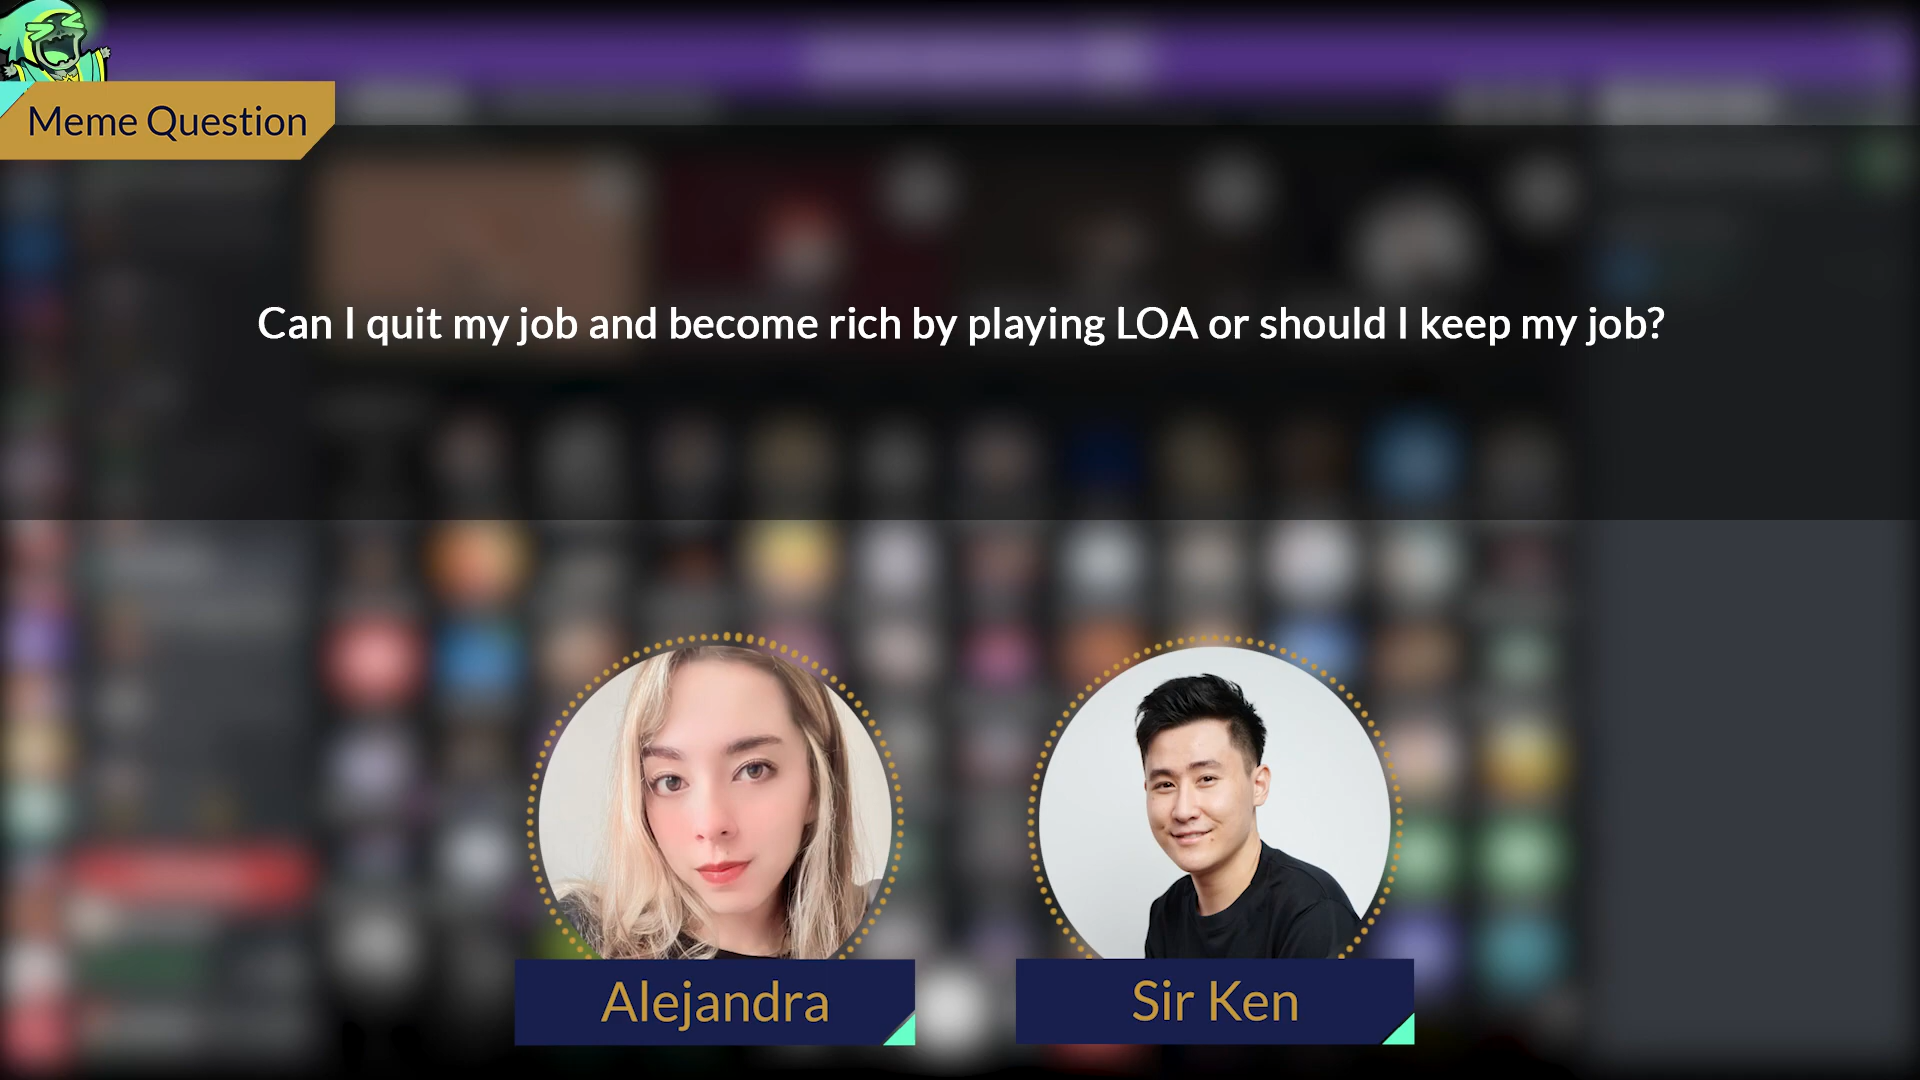 Meme Question
Can I quit my job and become rich by playing LOA or should I keep my job?
Alejandra
Sir Ken